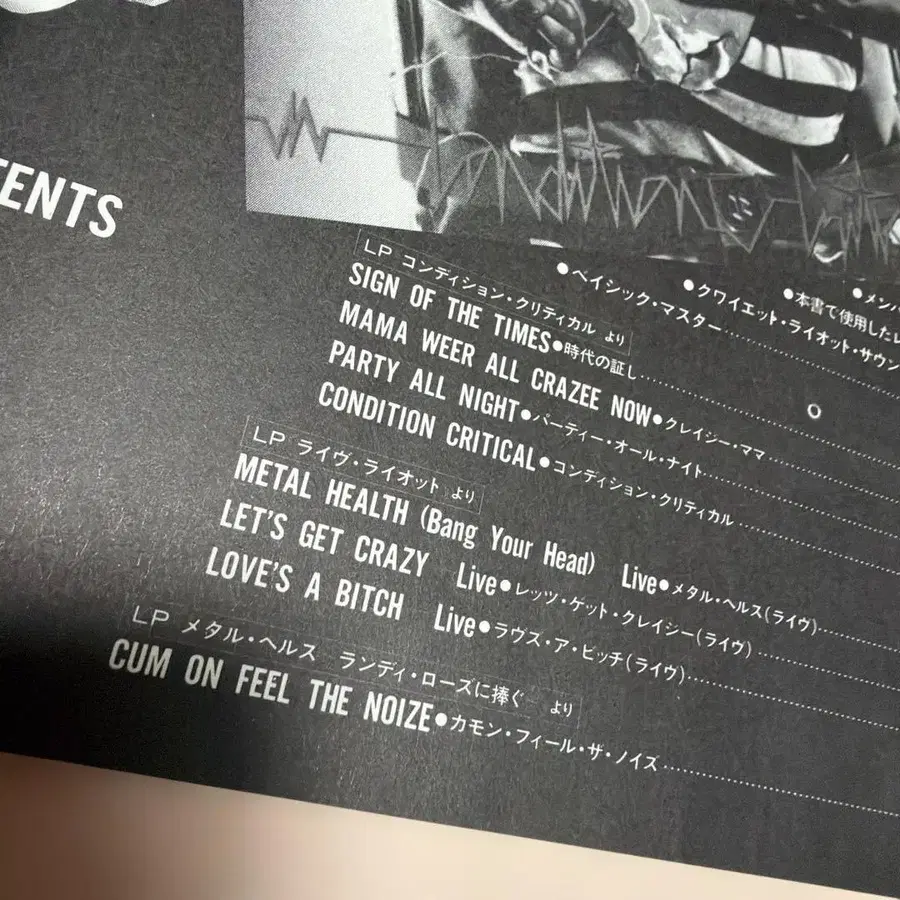 TENTS
●ベイシック・マスター
●クワイエット・ライオット・サウン
●本書で使用したレ
●メンバ
LP コンディション・クリティカル より
SIGN OF THE TIMES●時代の証し
MAMA WEER ALL CRAZEE NOW●クレイジー・ママ
PARTY ALL NIGHT●パーティー・オール・ナイト
CONDITION CRITICAL●コンディション・クリティカル
LP ライヴ・ライオット より
METAL HEALTH (Bang Your Head) Live●メタル・ヘルス(ライヴ)
LET'S GET CRAZY Live●レッツ・ゲット・クレイジー(ライヴ)
LOVE'S A BITCH Live●ラヴス・ア・ビッチ(ライヴ)
LP メタル・ヘルス ランディ・ローズに捧ぐ より
CUM ON FEEL THE NOIZE●カモン・フィール・ザ・ノイズ